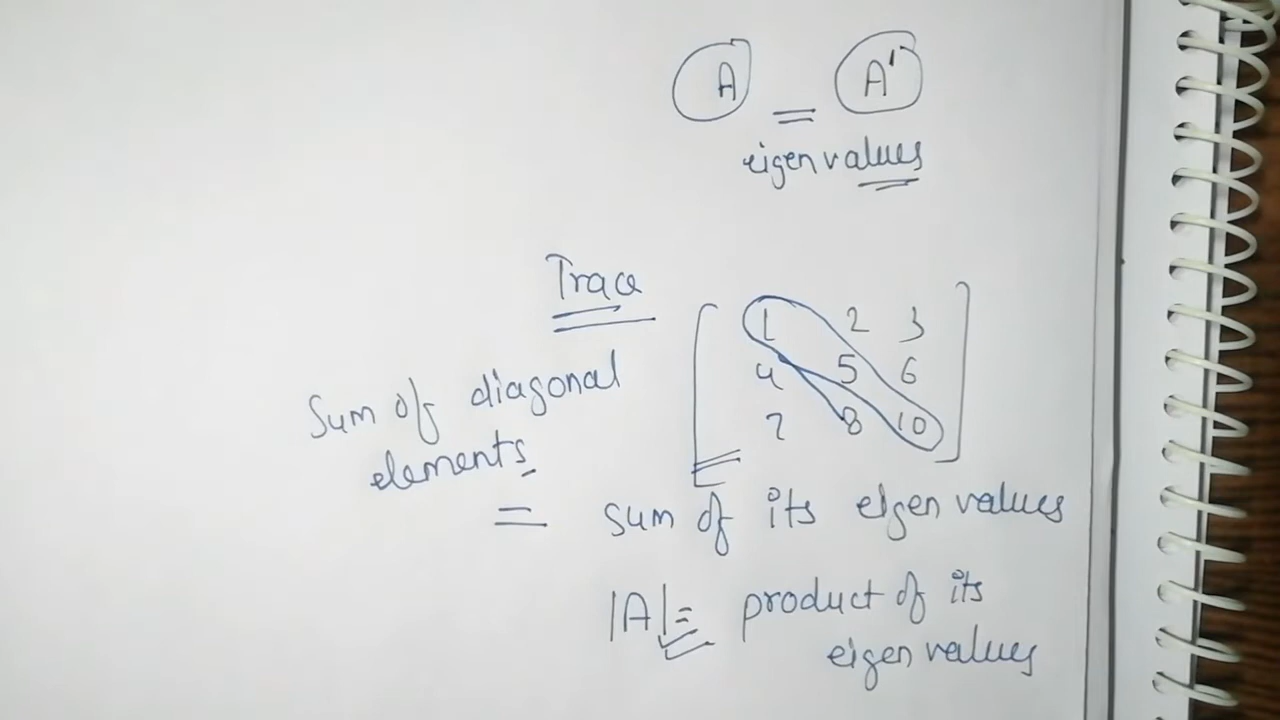 A = A'
eigen values
Trace
1 2 3
4 5 6
7 8 10
Sum of diagonal
elements
= sum of its eigen values
|A| = product of its
eigen values